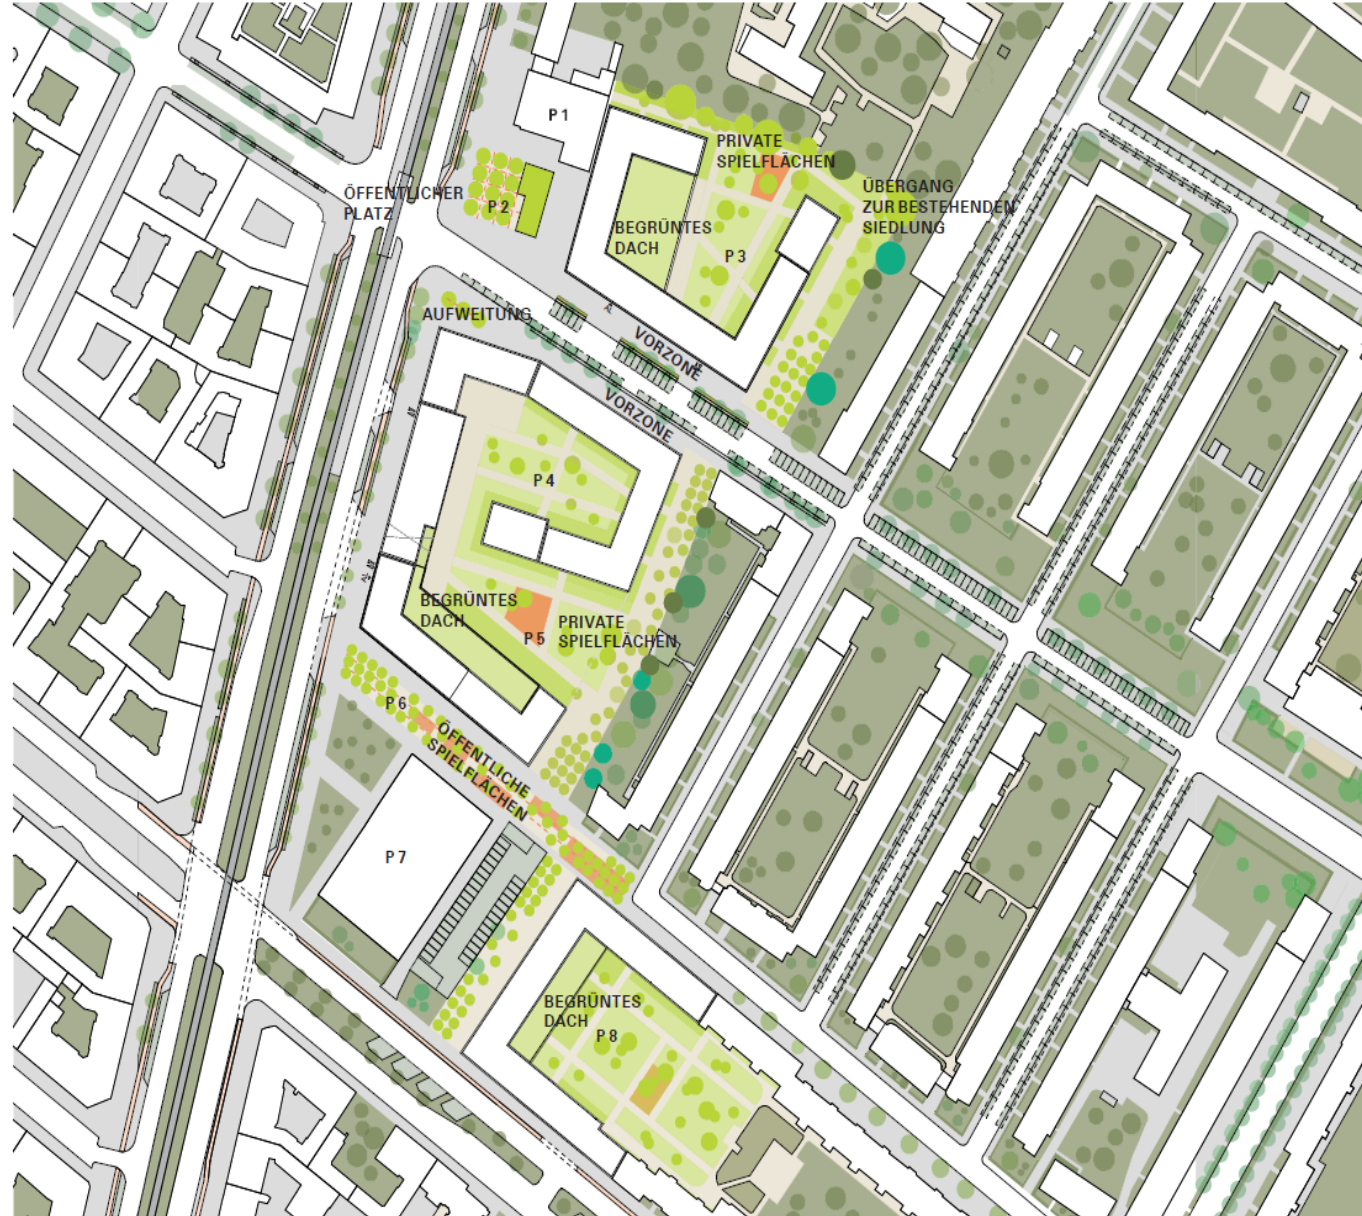 P 1
PRIVATE
SPIELFLÄCHEN
ÖFFENTLICHER
PLATZ
P 2
ÜBERGANG
ZUR BESTEHENDEN
SIEDLUNG
BEGRÜNTES
DACH
P 3
AUFWEITUNG
VORZONE
VORZONE
P 4
BEGRÜNTES
DACH
P 5
PRIVATE
SPIELFLÄCHEN
P 6
ÖFFENTLICHE
SPIELFLÄCHEN
P 7
BEGRÜNTES
DACH
P 8